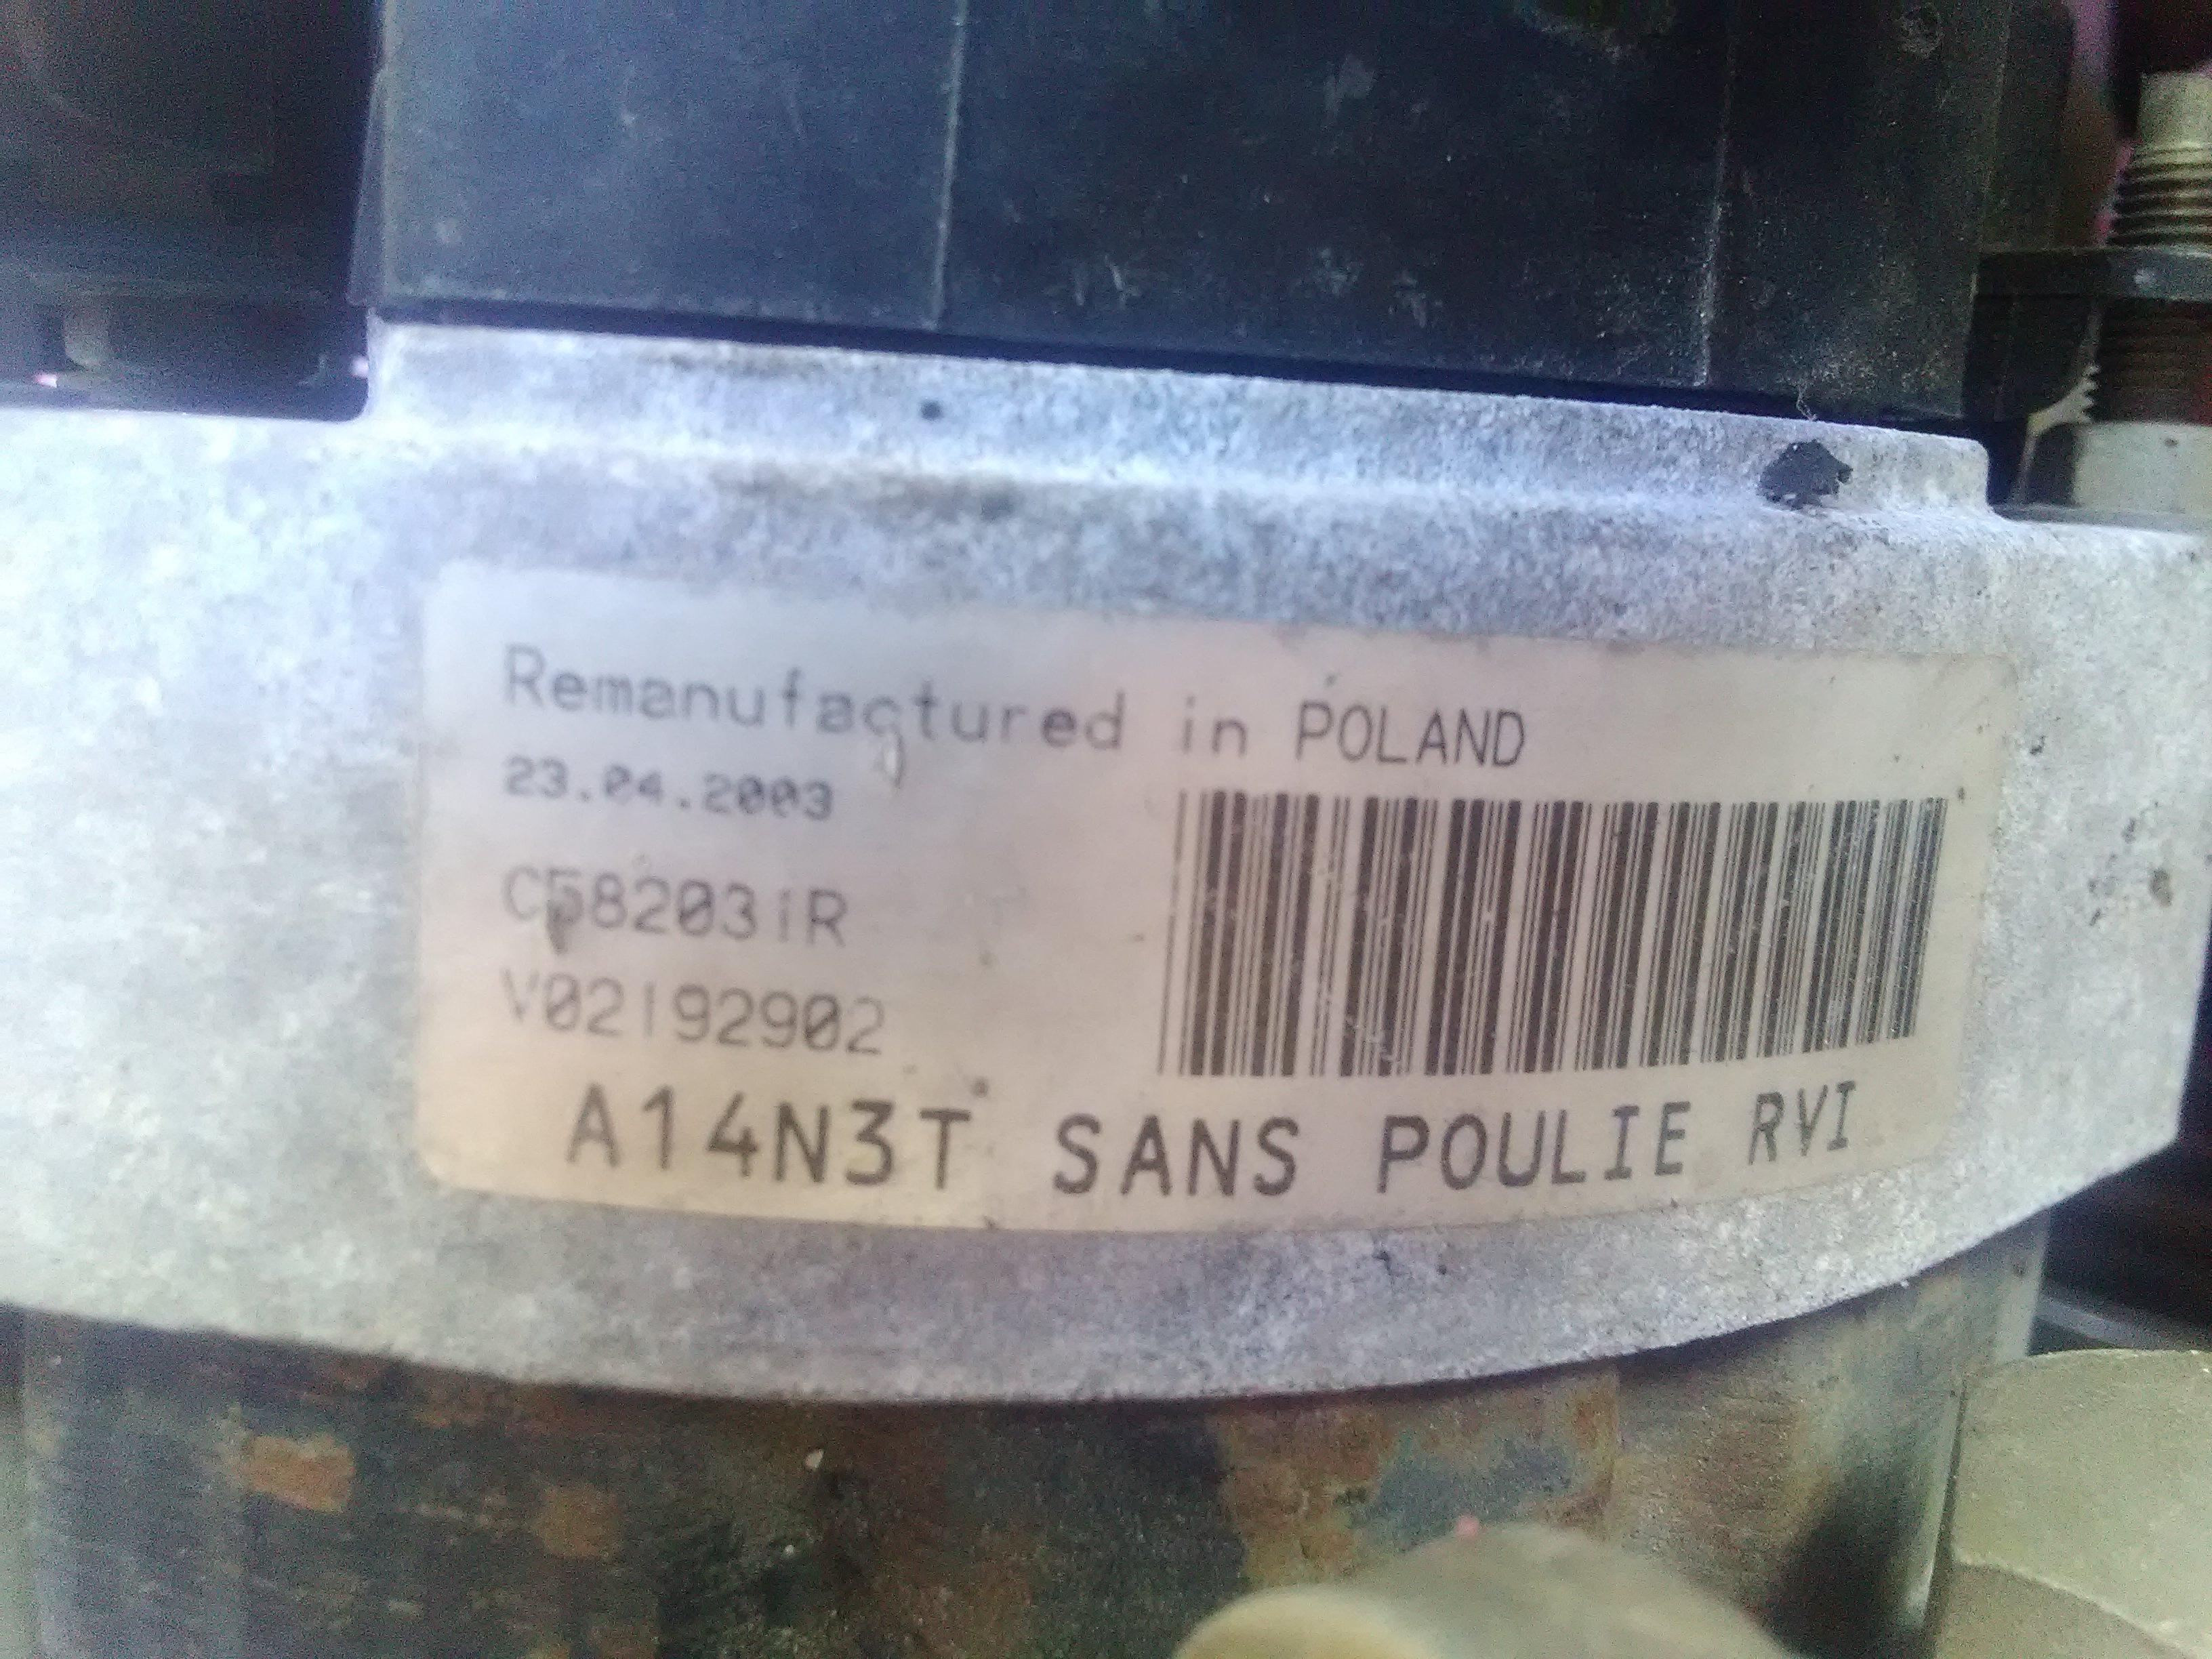 Remanufactured in POLAND
23.04.2003
C582031R
V02192902
A14N3T SANS POULIE RVI